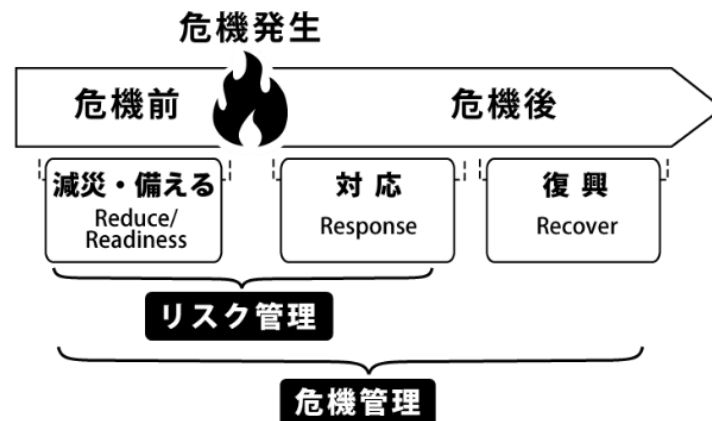 危機発生
危機前
危機後
減災・備える
Reduce/
Readiness
対応
Response
復興
Recover
リスク管理
危機管理